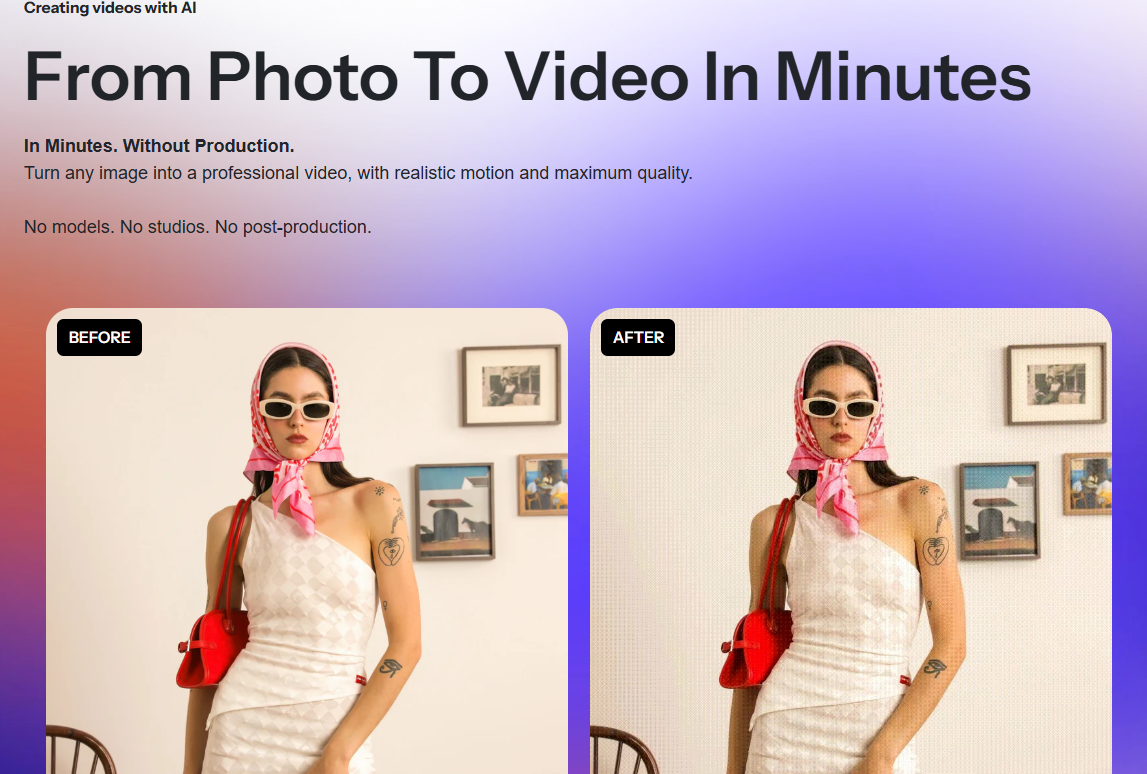 Creating videos with AI
From Photo To Video In Minutes
In Minutes. Without Production.
Turn any image into a professional video, with realistic motion and maximum quality.
No models. No studios. No post-production.
BEFORE
AFTER